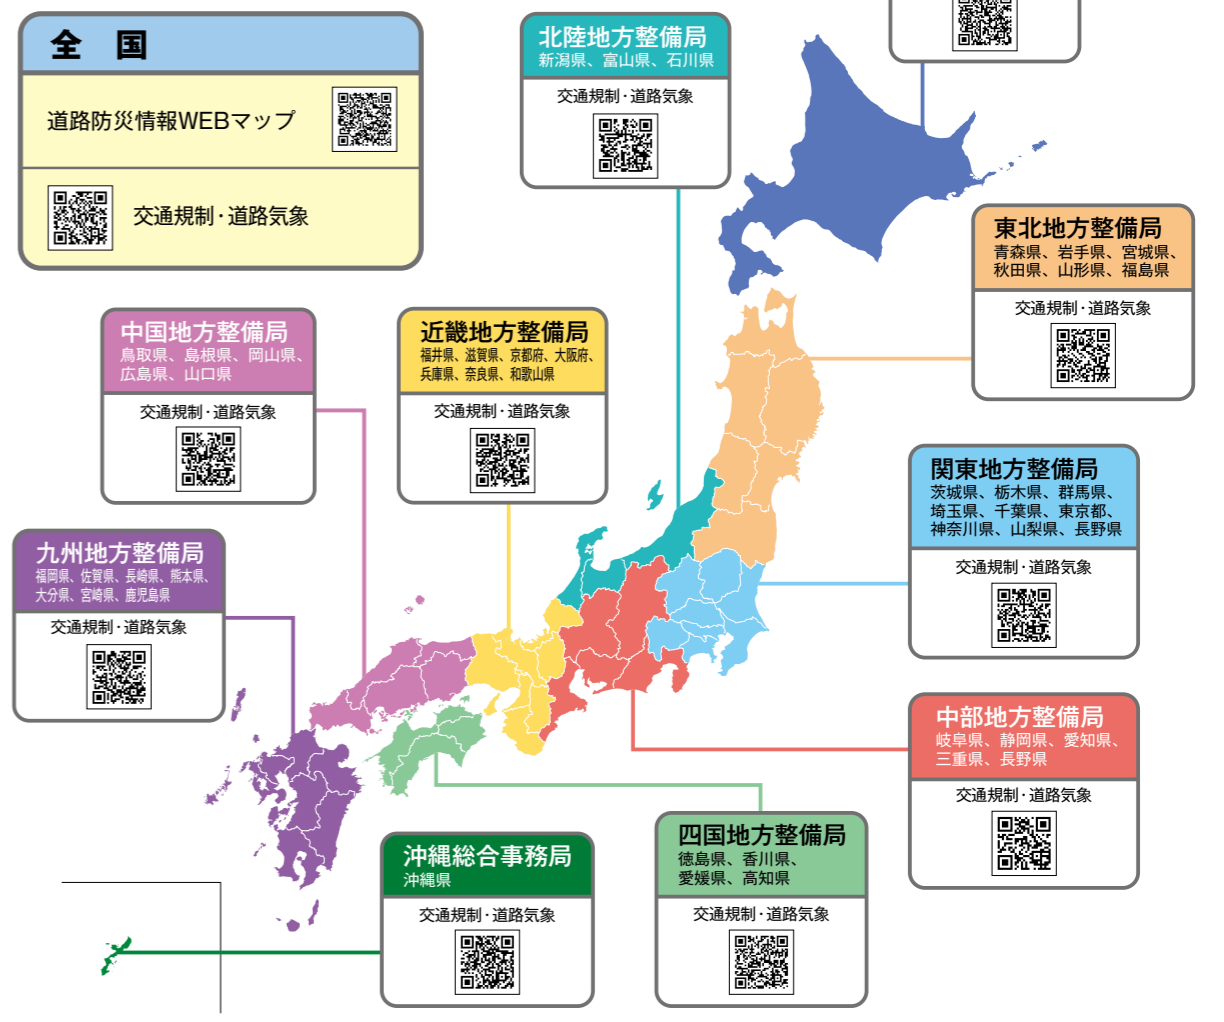 全 国
道路防災情報WEBマップ
交通規制・道路気象
北陸地方整備局
新潟県、富山県、石川県
交通規制・道路気象
東北地方整備局
青森県、岩手県、宮城県、
秋田県、山形県、福島県
交通規制・道路気象
中国地方整備局
鳥取県、島根県、岡山県、
広島県、山口県
交通規制・道路気象
近畿地方整備局
福井県、滋賀県、京都府、大阪府、
兵庫県、奈良県、和歌山県
交通規制・道路気象
関東地方整備局
茨城県、栃木県、群馬県、
埼玉県、千葉県、東京都、
神奈川県、山梨県、長野県
交通規制・道路気象
九州地方整備局
福岡県、佐賀県、長崎県、熊本県、
大分県、宮崎県、鹿児島県
交通規制・道路気象
中部地方整備局
岐阜県、静岡県、愛知県、
三重県、長野県
交通規制・道路気象
四国地方整備局
徳島県、香川県、
愛媛県、高知県
交通規制・道路気象
沖縄総合事務局
沖縄県
交通規制・道路気象